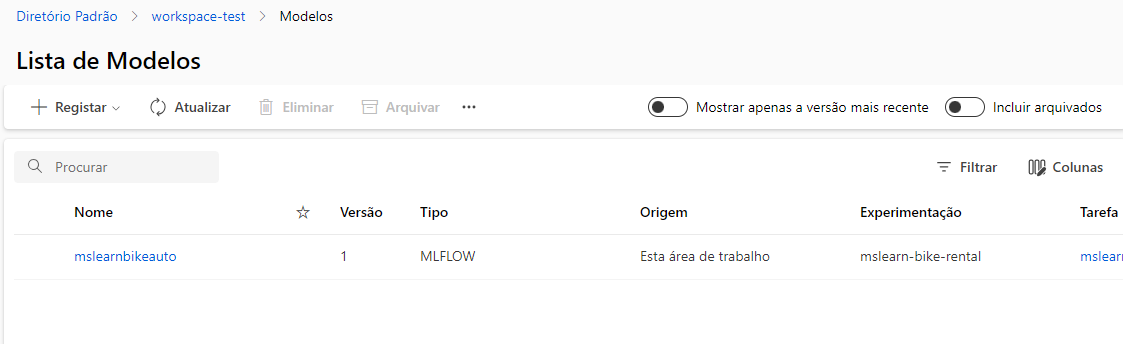 Diretório Padrão > workspace-test > Modelos
Lista de Modelos
Registar Atualizar Eliminar Arquivar ... Mostrar apenas a versão mais recente Incluir arquivados
Procurar Filtrar Colunas
Nome Versão Tipo Origem Experimentação Tarefa
mslearnbikeauto 1 MLFLOW Esta área de trabalho mslearn-bike-rental mslearn